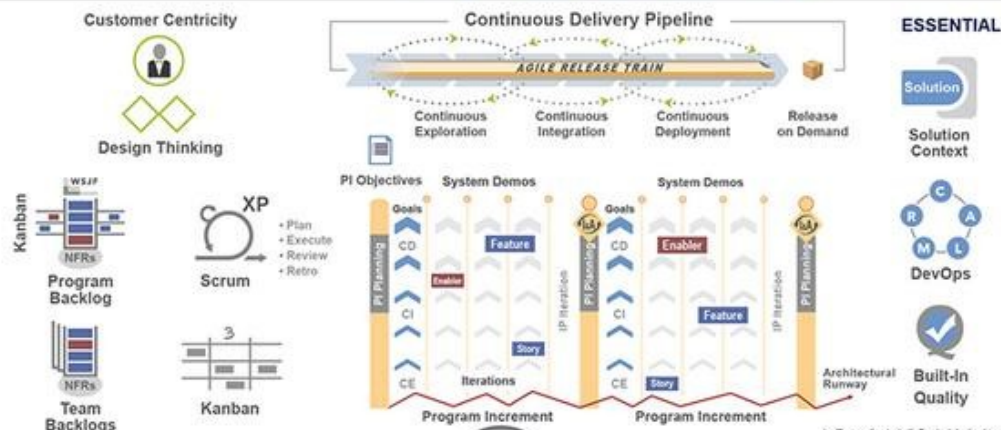 Customer Centricity
Design Thinking
Kanban
WSJF
NFRs
Program
Backlog
XP
Scrum
• Plan
• Execute
• Review
• Retro
NFRs
Team
Backlogs
3
Kanban
Continuous Delivery Pipeline
AGILE RELEASE TRAIN
Continuous
Exploration
Continuous
Integration
Continuous
Deployment
Release
on Demand
PI Objectives
System Demos
System Demos
PI Planning
Goals
CD
CI
CE
Feature
Enabler
Story
Iterations
IP Iteration
Program Increment
I&A
PI Planning
Goals
CD
CI
CE
Enabler
Feature
Story
IP Iteration
Program Increment
I&A
PI Planning
Architectural
Runway
ESSENTIAL
Solution
Solution
Context
C
A
L
M
R
DevOps
Built-In
Quality